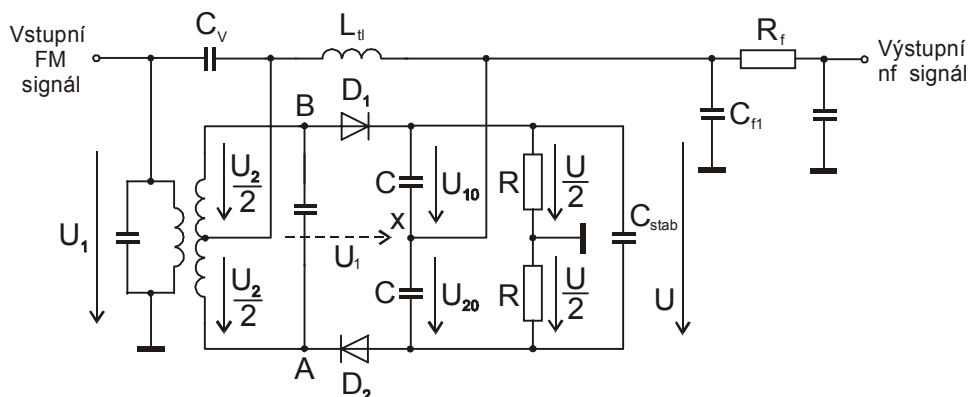 Vstupní
FM
signál
C_V
L_tl
R_f
Výstupní
nf signál
B
D_1
C_f1
U_2/2
C
U_10
R
U/2
U_1
x
U_1
C_stab
U
U_2/2
C
U_20
R
U/2
A
D_2